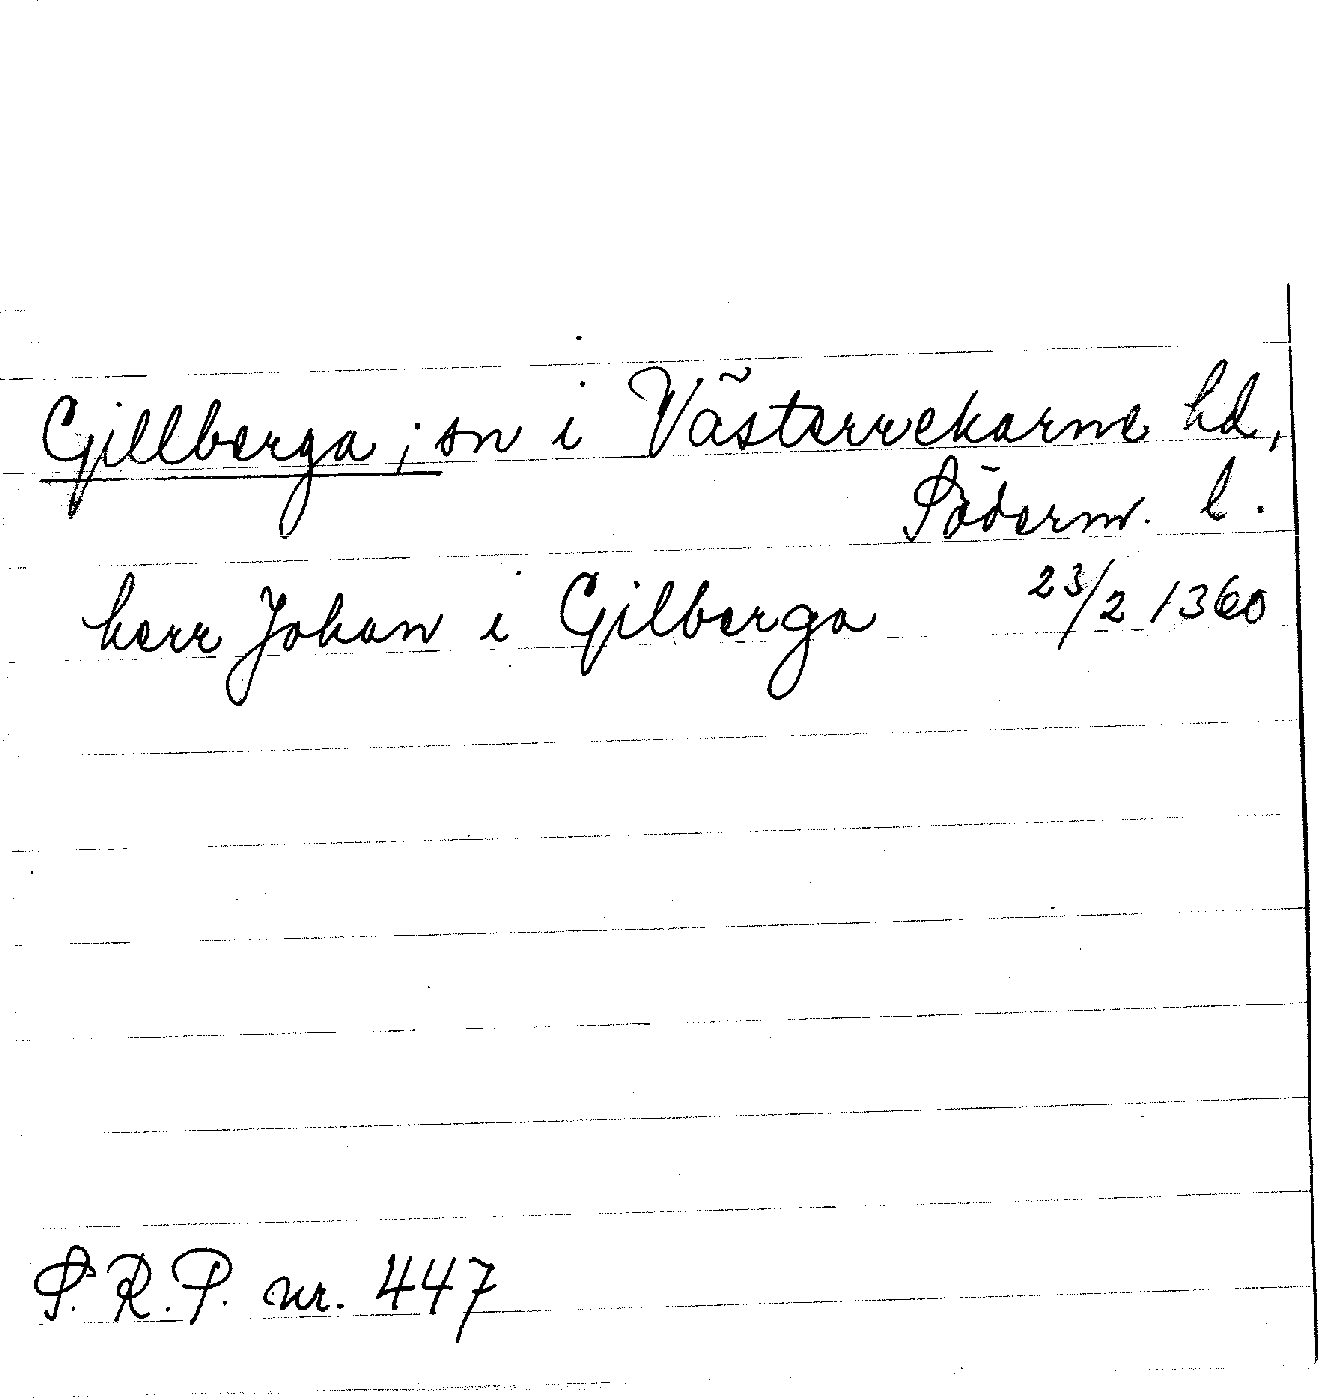 Gillberga ; sn i Västerrekarne hd,
Söderm. l.
herr Johan i Gilberga 23/2 1360
S.R.P. nr. 447